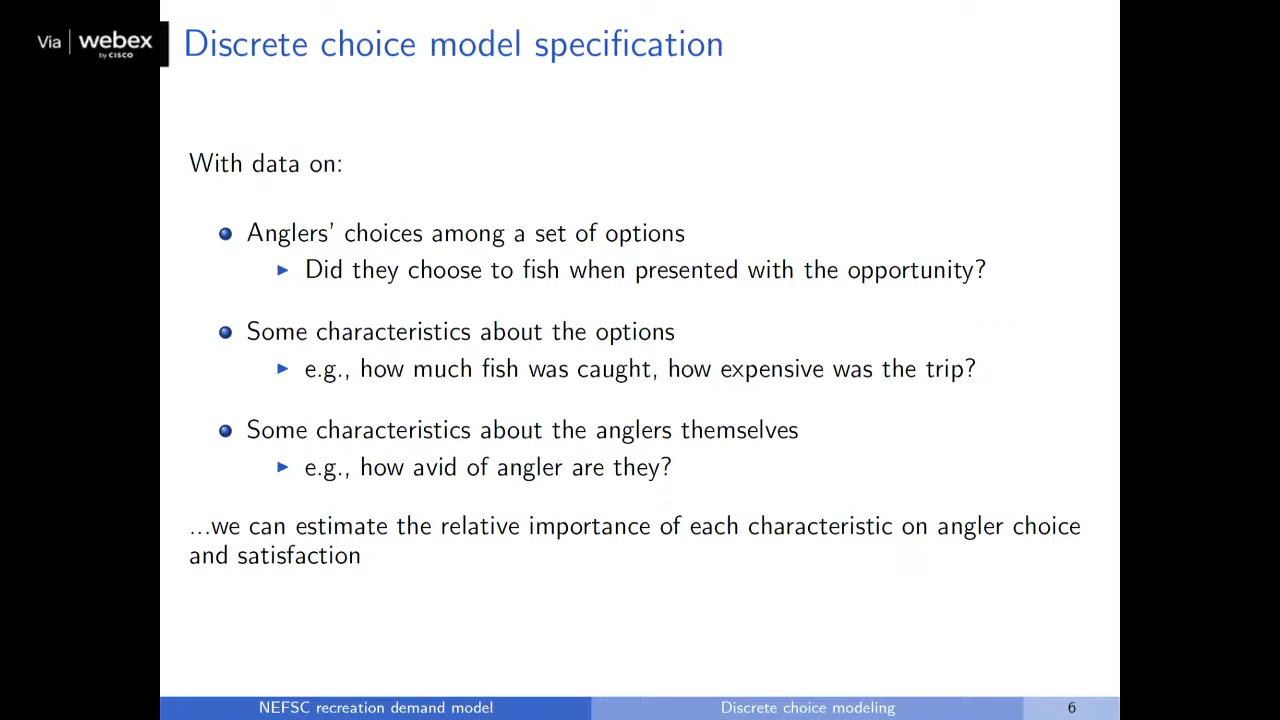 Via webex
by CISCO
Discrete choice model specification
With data on:
Anglers' choices among a set of options
Did they choose to fish when presented with the opportunity?
Some characteristics about the options
e.g., how much fish was caught, how expensive was the trip?
Some characteristics about the anglers themselves
e.g., how avid of angler are they?
...we can estimate the relative importance of each characteristic on angler choice
and satisfaction
NEFSC recreation demand model Discrete choice modeling 6